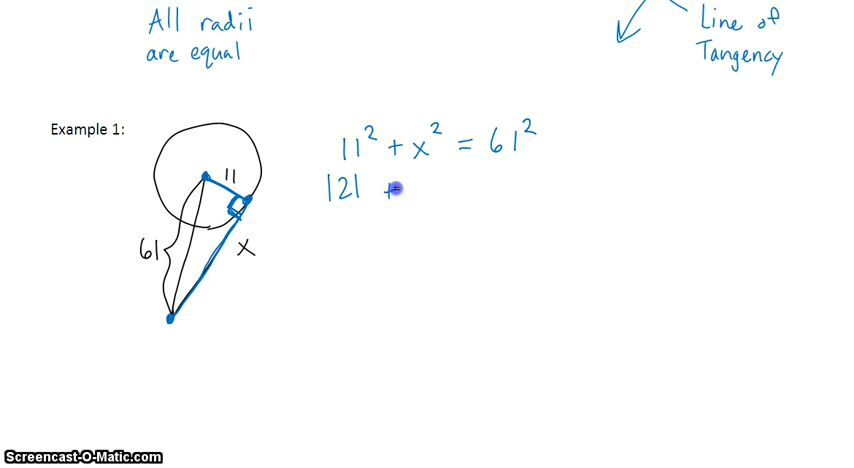 All radii
are equal
Line of
Tangency
Example 1:
11² + x² = 61²
121 +
11
61
x
Screencast-O-Matic.com